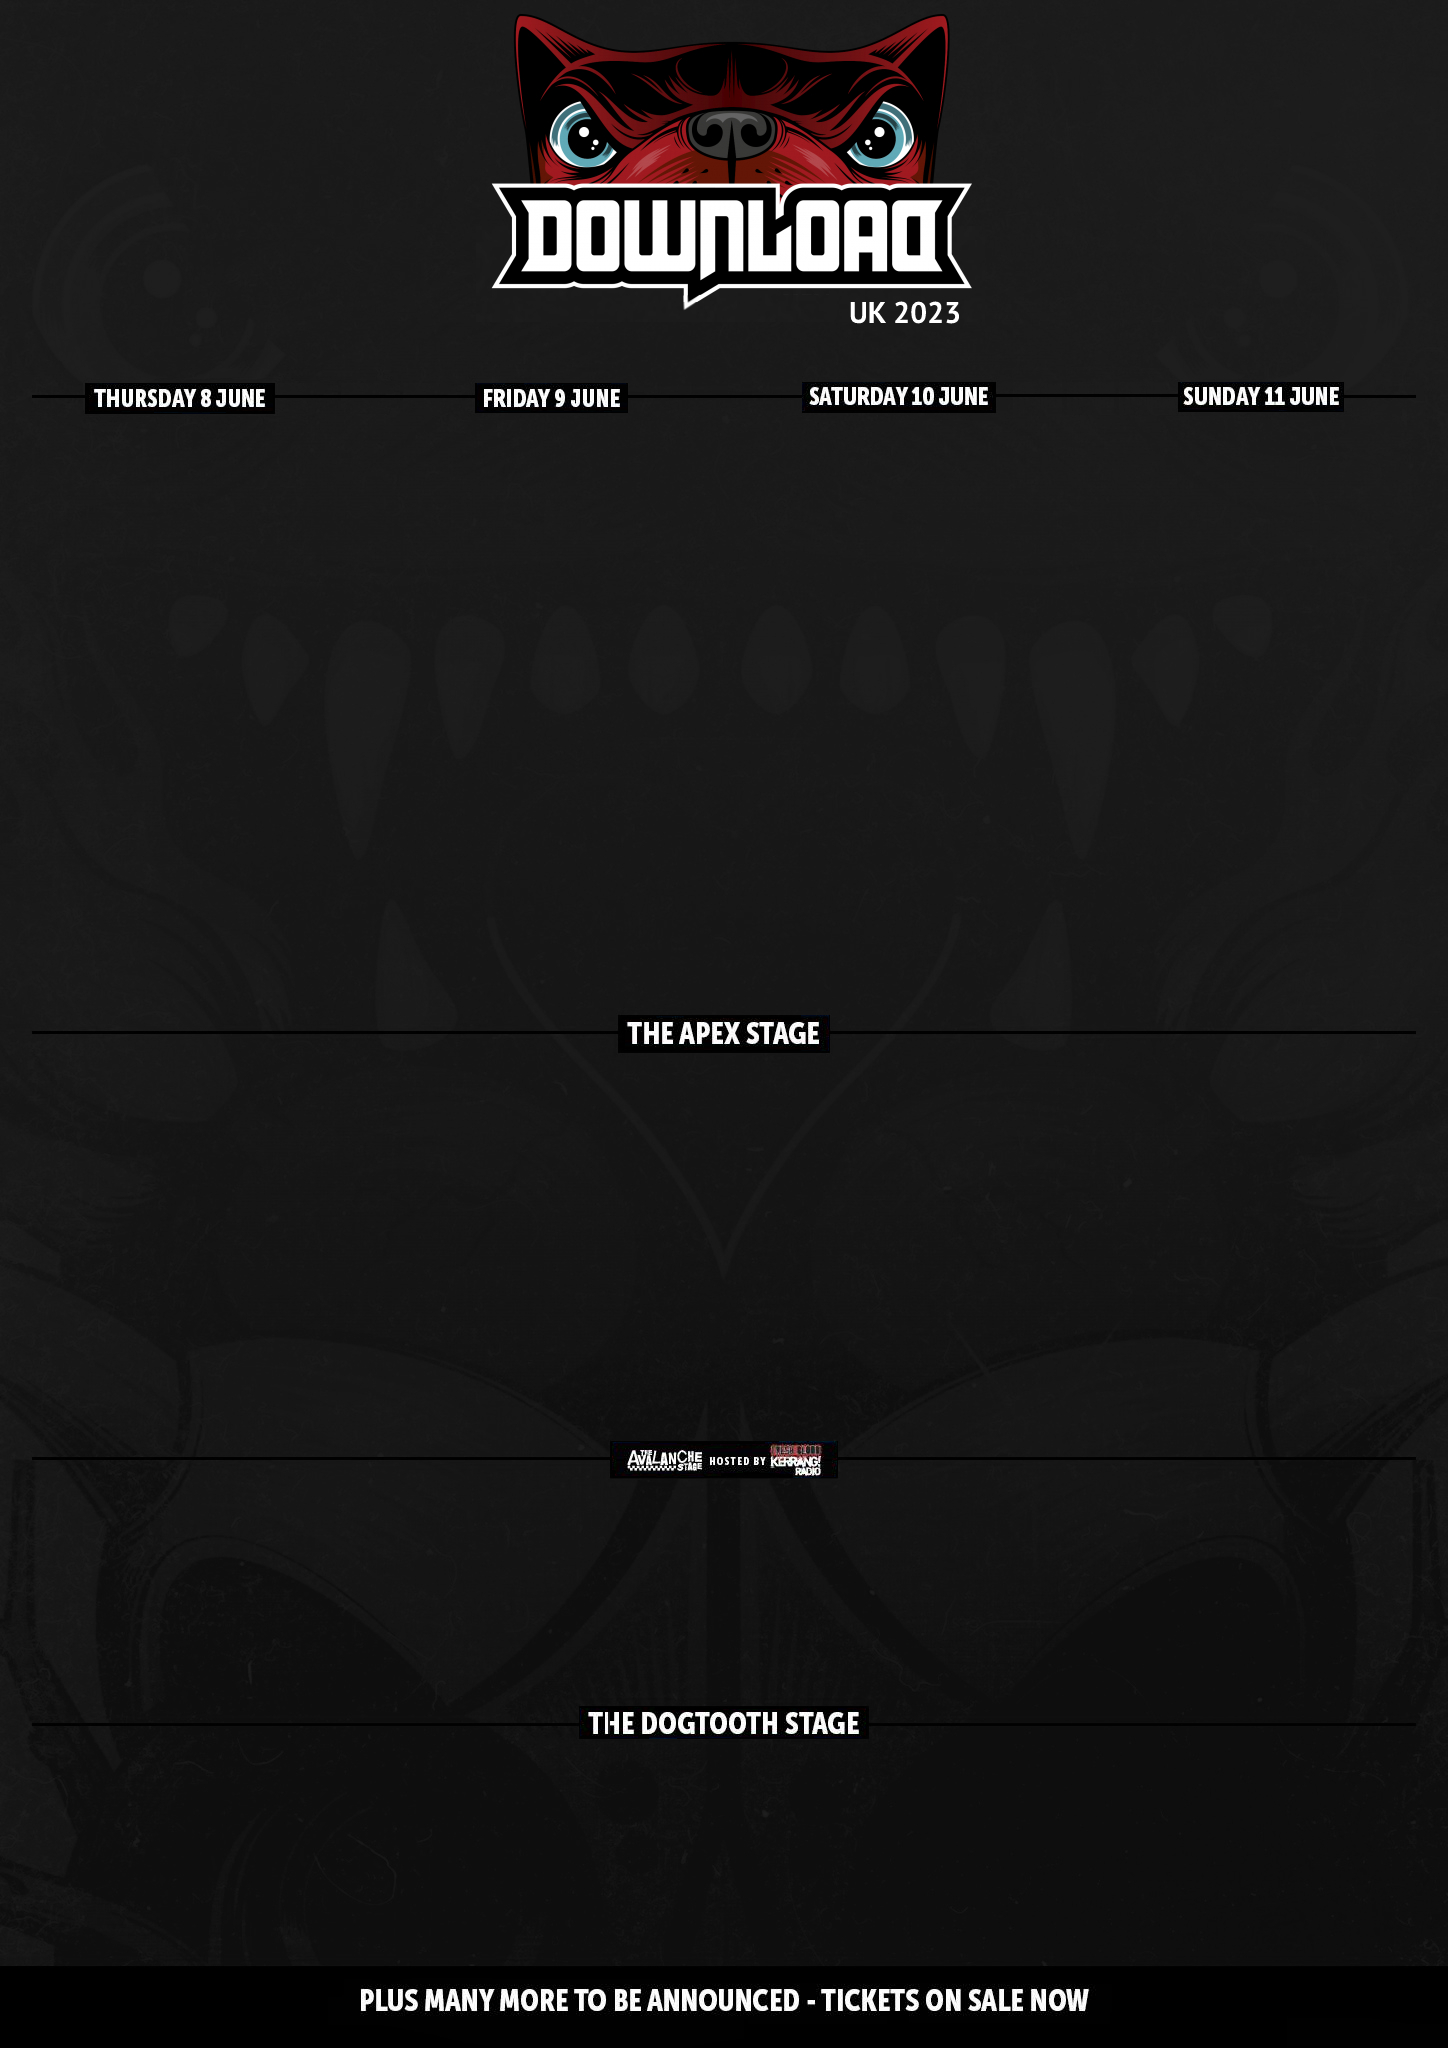 DOWNLOAD
UK 2023
THURSDAY 8 JUNE
FRIDAY 9 JUNE
SATURDAY 10 JUNE
SUNDAY 11 JUNE
THE APEX STAGE
THE AVALANCHE STAGE HOSTED BY FRESH BLOOD KERRANG! RADIO
THE DOGTOOTH STAGE
PLUS MANY MORE TO BE ANNOUNCED - TICKETS ON SALE NOW